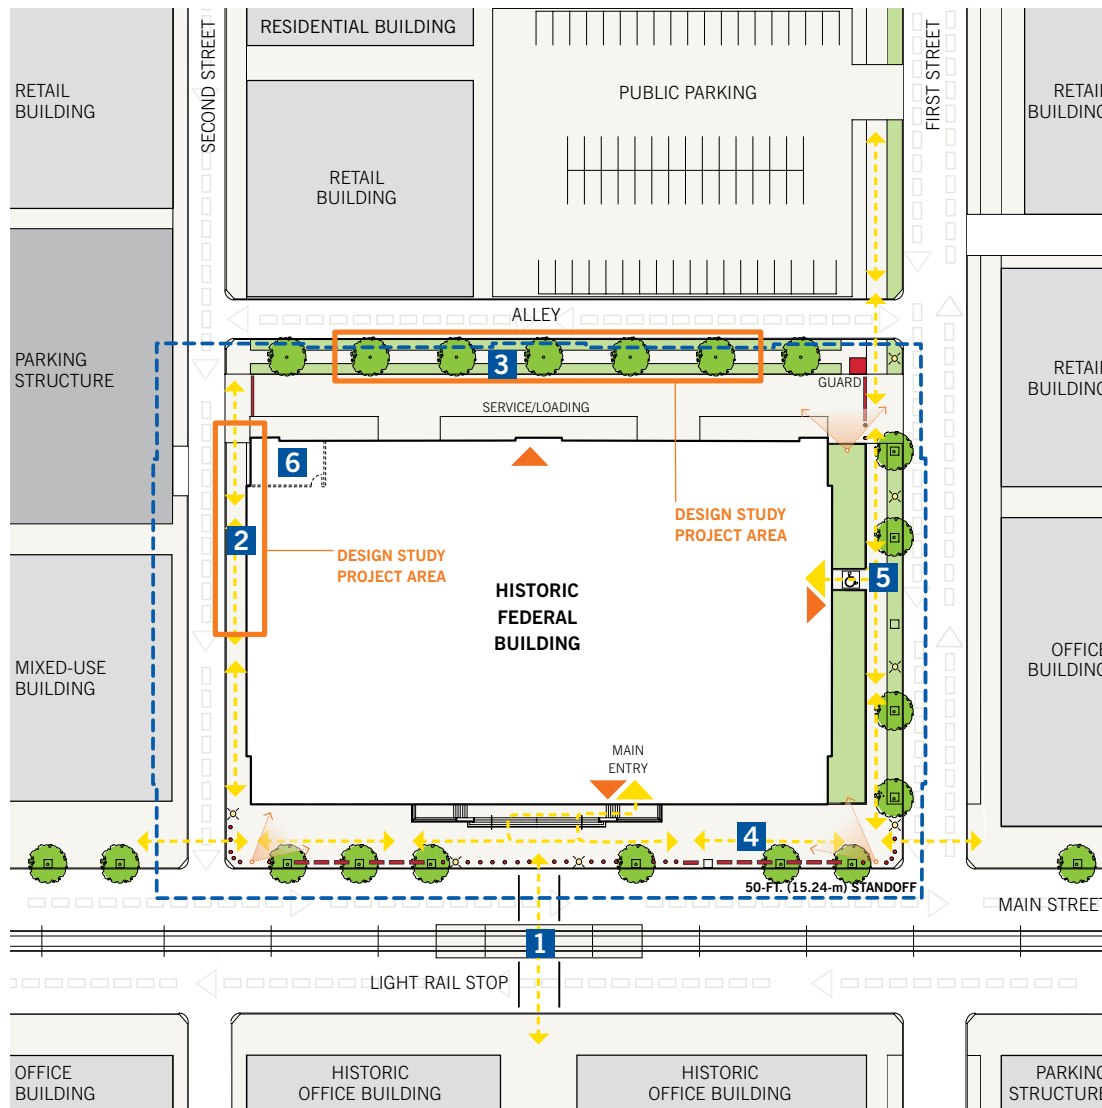 RESIDENTIAL BUILDING
SECOND STREET
FIRST STREET
RETAIL
BUILDING
PUBLIC PARKING
RETAIL
BUILDING
RETAIL
BUILDING
ALLEY
PARKING
STRUCTURE
3
GUARD
RETAIL
BUILDING
SERVICE/LOADING
6
2
DESIGN STUDY
PROJECT AREA
DESIGN STUDY
PROJECT AREA
HISTORIC
FEDERAL
BUILDING
5
MIXED-USE
BUILDING
OFFICE
BUILDING
MAIN
ENTRY
4
50-FT. (15.24-m) STANDOFF
MAIN STREET
1
LIGHT RAIL STOP
OFFICE
BUILDING
HISTORIC
OFFICE BUILDING
HISTORIC
OFFICE BUILDING
PARKING
STRUCTURE